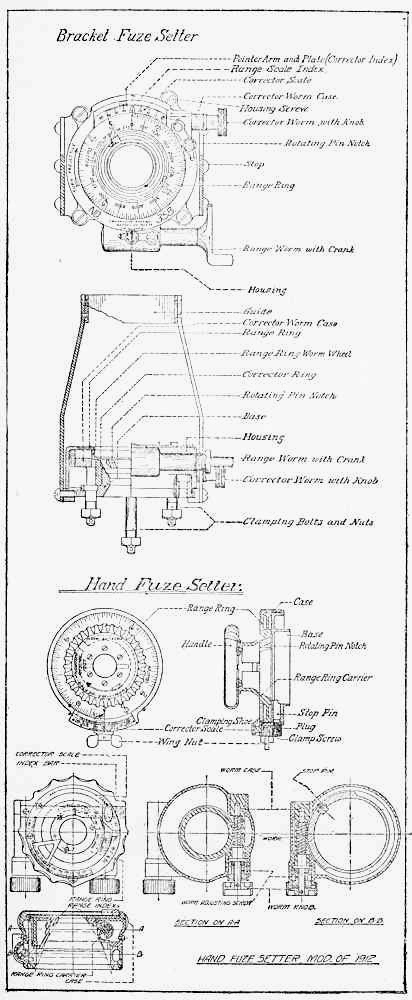 Bracket Fuze Setter
Pointer Arm and Plate (Corrector Index)
Range Scale Index
Corrector Scale
Corrector Worm Case
Housing Screw
Corrector Worm with Knob
Rotating Pin Notch
Stop
Range Ring
Range Worm with Crank
Housing
Guide
Corrector Worm Case
Range Ring
Range Ring Worm Wheel
Corrector Ring
Rotating Pin Notch
Base
Housing
Range Worm with Crank
Corrector Worm with Knob
Clamping Bolts and Nuts
Hand Fuze Setter.
Range Ring
Case
Handle
Base
Rotating Pin Notch
Range Ring Carrier
Clamping Shoe
Stop Pin
Corrector Scale
Plug
Wing Nut
Clamp Screw
CORRECTOR SCALE
INDEX BAR
WORM CASE
STOP PIN
WORM
RANGE RING
RANGE INDEX
WORM ADJUSTING SCREW
WORM KNOB
SECTION ON A-A
SECTION ON B-B
A A
B B
RANGE RING CARRIER
CASE
HAND FUZE SETTER MOD. OF 1912